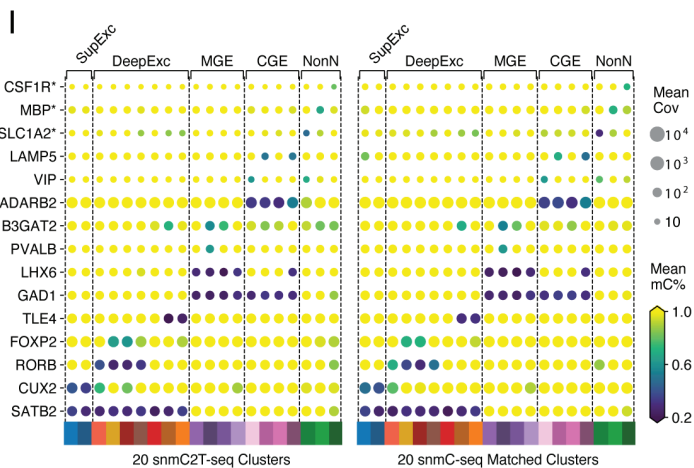 I
SupExc SupExc
DeepExc MGE CGE NonN DeepExc MGE CGE NonN
CSF1R*
MBP*
SLC1A2*
LAMP5
VIP
ADARB2
B3GAT2
PVALB
LHX6
GAD1
TLE4
FOXP2
RORB
CUX2
SATB2
20 snmC2T-seq Clusters 20 snmC-seq Matched Clusters
Mean
Cov
10⁴
10³
10²
10
Mean
mC%
1.0
0.6
0.2